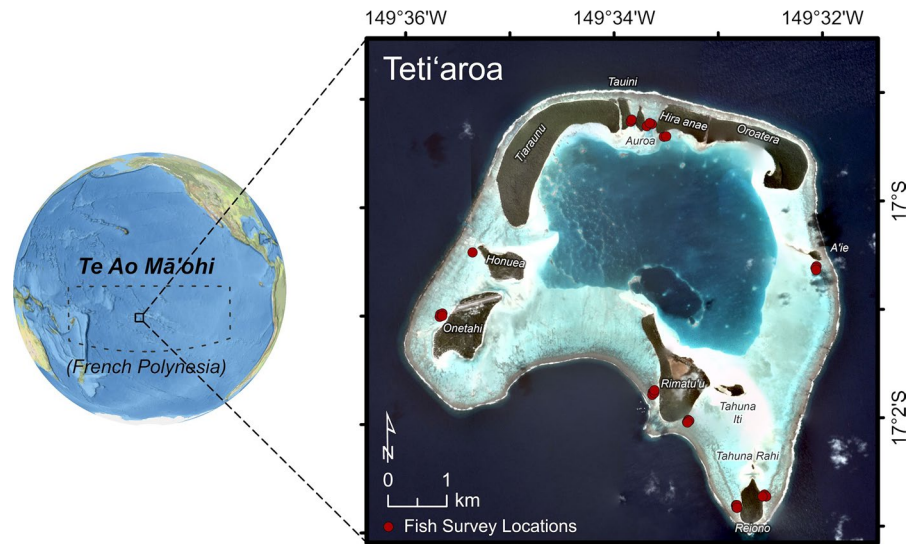 149°36'W
149°34'W
149°32'W
Teti‘aroa
Tauini
Hira anae
Oroatera
Tiaraunu
Auroa
17°S
A'ie
Honuea
Onetahi
Te Ao Mā'ohi
(French Polynesia)
Rimatu'u
Tahuna
Iti
17°2'S
Tahuna Rahi
Reiono
N
0 1
km
Fish Survey Locations